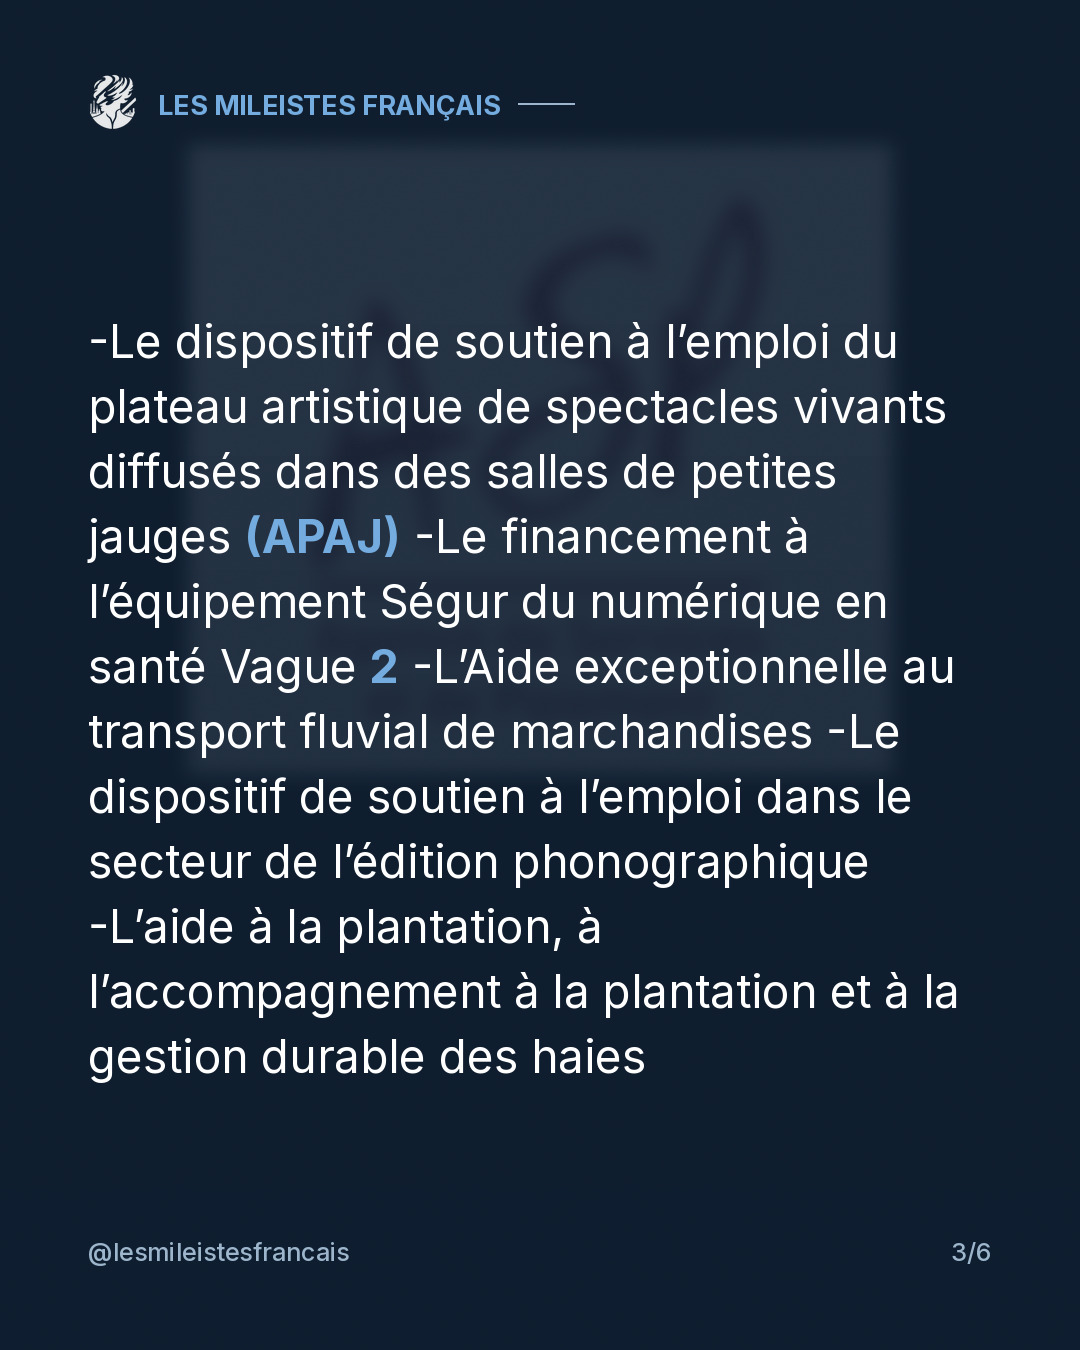 LES MILEISTES FRANÇAIS
-Le dispositif de soutien à l’emploi du
plateau artistique de spectacles vivants
diffusés dans des salles de petites
jauges (APAJ) -Le financement à
l’équipement Ségur du numérique en
santé Vague 2 -L’Aide exceptionnelle au
transport fluvial de marchandises -Le
dispositif de soutien à l’emploi dans le
secteur de l’édition phonographique
-L’aide à la plantation, à
l’accompagnement à la plantation et à la
gestion durable des haies
@lesmileistesfrancais
3/6